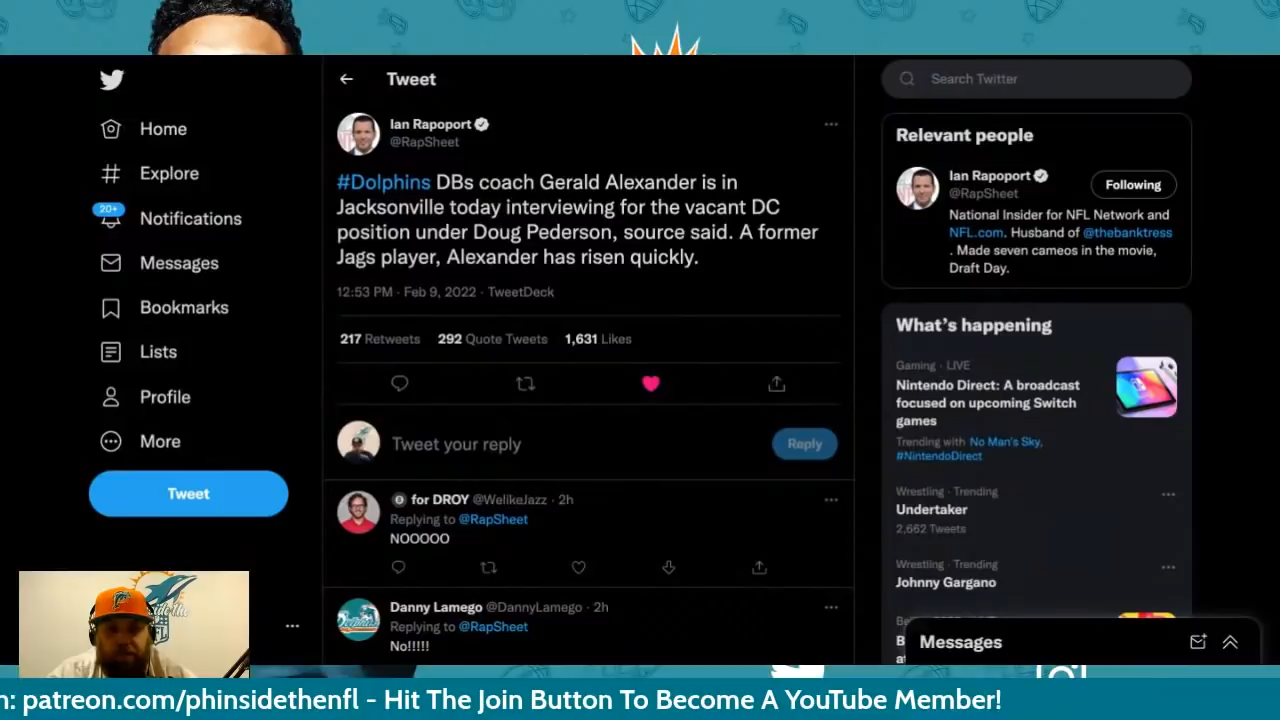 Home
Explore
20+
Notifications
Messages
Bookmarks
Lists
Profile
More
Tweet
Tweet
Ian Rapoport
@RapSheet
#Dolphins DBs coach Gerald Alexander is in
Jacksonville today interviewing for the vacant DC
position under Doug Pederson, source said. A former
Jags player, Alexander has risen quickly.
12:53 PM · Feb 9, 2022 · TweetDeck
217 Retweets 292 Quote Tweets 1,631 Likes
Tweet your reply
Reply
for DROY @WelikeJazz · 2h
Replying to @RapSheet
NOOOOO
Danny Lamego @DannyLamego · 2h
Replying to @RapSheet
No!!!!!
Search Twitter
Relevant people
Ian Rapoport
@RapSheet
Following
National Insider for NFL Network and
NFL.com. Husband of @thebanktress
. Made seven cameos in the movie,
Draft Day.
What's happening
Gaming · LIVE
Nintendo Direct: A broadcast
focused on upcoming Switch
games
Trending with No Man's Sky,
#NintendoDirect
Wrestling · Trending
Undertaker
2,662 Tweets
Wrestling · Trending
Johnny Gargano
Messages
n: patreon.com/phinsidethenfl - Hit The Join Button To Become A YouTube Member!